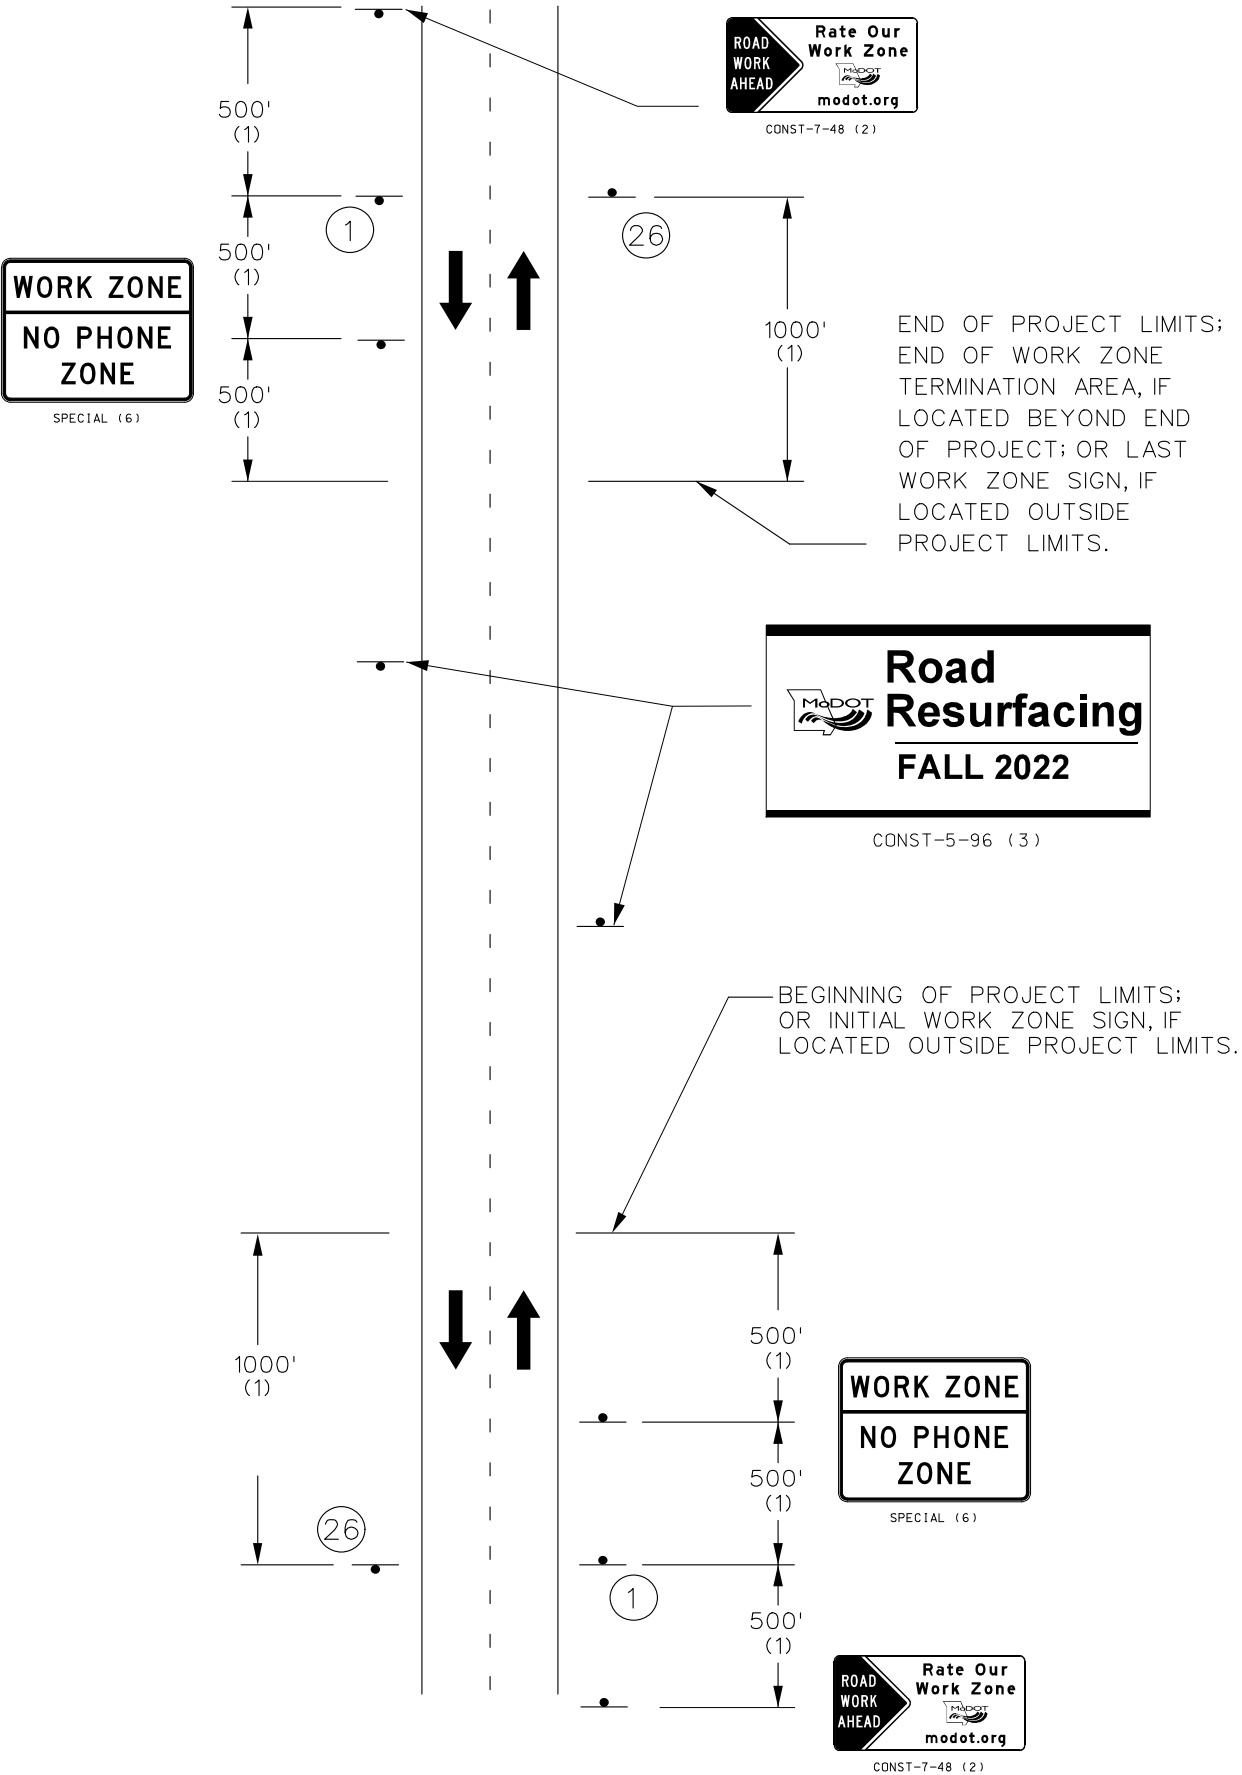 ROAD
WORK
AHEAD
Rate Our
Work Zone
MoDOT
modot.org
CONST-7-48 (2)
500'
(1)
1
26
500'
(1)
WORK ZONE
NO PHONE
ZONE
SPECIAL (6)
500'
(1)
1000'
(1)
END OF PROJECT LIMITS;
END OF WORK ZONE
TERMINATION AREA, IF
LOCATED BEYOND END
OF PROJECT; OR LAST
WORK ZONE SIGN, IF
LOCATED OUTSIDE
PROJECT LIMITS.
MoDOT
Road
Resurfacing
FALL 2022
CONST-5-96 (3)
BEGINNING OF PROJECT LIMITS;
OR INITIAL WORK ZONE SIGN, IF
LOCATED OUTSIDE PROJECT LIMITS.
1000'
(1)
500'
(1)
WORK ZONE
NO PHONE
ZONE
SPECIAL (6)
500'
(1)
26
1
500'
(1)
ROAD
WORK
AHEAD
Rate Our
Work Zone
MoDOT
modot.org
CONST-7-48 (2)